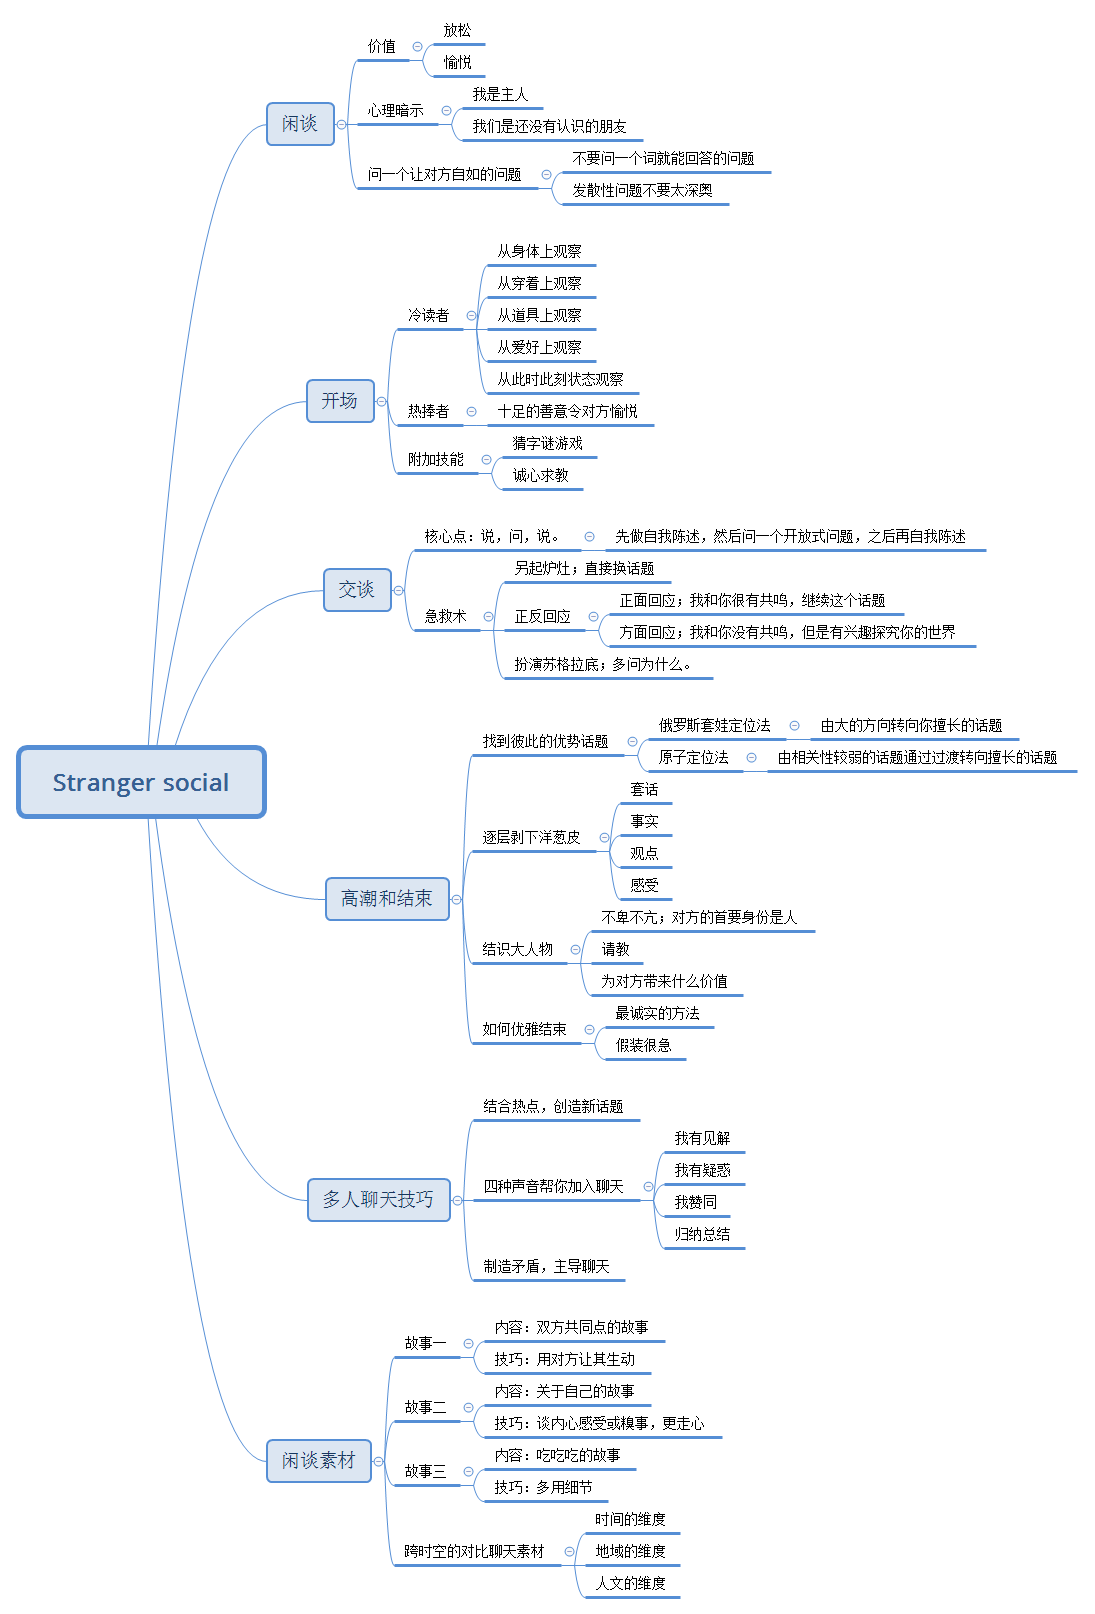 Stranger social
闲谈
价值
放松
愉悦
心理暗示
我是主人
我们是还没有认识的朋友
问一个让对方自如的问题
不要问一个词就能回答的问题
发散性问题不要太深奥
开场
冷读者
从身体上观察
从穿着上观察
从道具上观察
从爱好上观察
从此时此刻状态观察
热捧者
十足的善意令对方愉悦
附加技能
猜字谜游戏
诚心求教
交谈
核心点：说，问，说。
先做自我陈述，然后问一个开放式问题，之后再自我陈述
急救术
另起炉灶；直接换话题
正反回应
正面回应；我和你很有共鸣，继续这个话题
方面回应；我和你没有共鸣，但是有兴趣探究你的世界
扮演苏格拉底；多问为什么。
高潮和结束
找到彼此的优势话题
俄罗斯套娃定位法
由大的方向转向你擅长的话题
原子定位法
由相关性较弱的话题通过过渡转向擅长的话题
逐层剥下洋葱皮
套话
事实
观点
感受
结识大人物
不卑不亢；对方的首要身份是人
请教
为对方带来什么价值
如何优雅结束
最诚实的方法
假装很急
多人聊天技巧
结合热点，创造新话题
四种声音帮你加入聊天
我有见解
我有疑惑
我赞同
归纳总结
制造矛盾，主导聊天
闲谈素材
故事一
内容：双方共同点的故事
技巧：用对方让其生动
故事二
内容：关于自己的故事
技巧：谈内心感受或糗事，更走心
故事三
内容：吃吃吃的故事
技巧：多用细节
跨时空的对比聊天素材
时间的维度
地域的维度
人文的维度